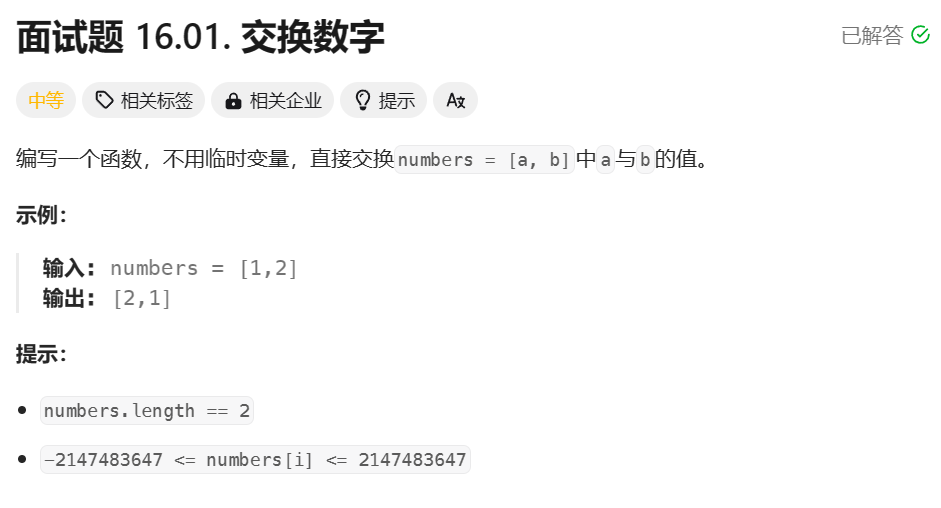 面试题 16.01. 交换数字
已解答
中等
相关标签
相关企业
提示
编写一个函数，不用临时变量，直接交换numbers = [a, b]中a与b的值。
示例：
输入：numbers = [1,2]
输出：[2,1]
提示：
numbers.length == 2
-2147483647 <= numbers[i] <= 2147483647